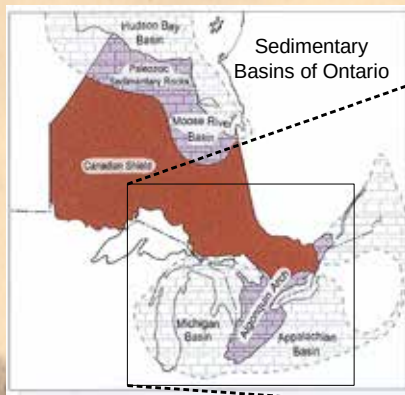 Hudson Bay
Basin
Sedimentary
Basins of Ontario
Paleozoic
Sedimentary Rocks
Moose River
Basin
Canadian Shield
Algonquin Arch
Michigan
Basin
Appalachian
Basin